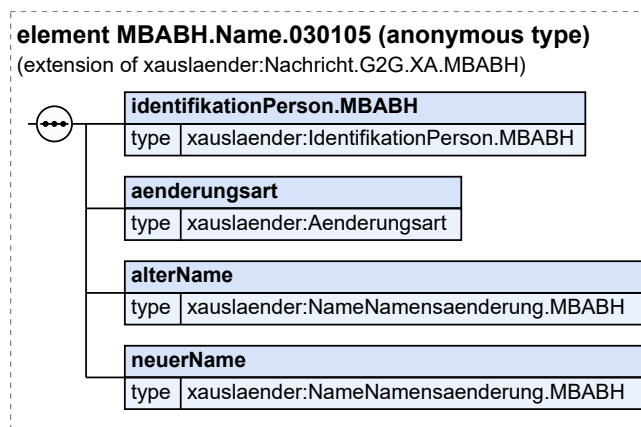 element MBABH.Name.030105 (anonymous type)
(extension of xauslaender:Nachricht.G2G.XA.MBABH)
identifikationPerson.MBABH
type xauslaender:IdentifikationPerson.MBABH
aenderungsart
type xauslaender:Aenderungsart
alterName
type xauslaender:NameNamensaenderung.MBABH
neuerName
type xauslaender:NameNamensaenderung.MBABH